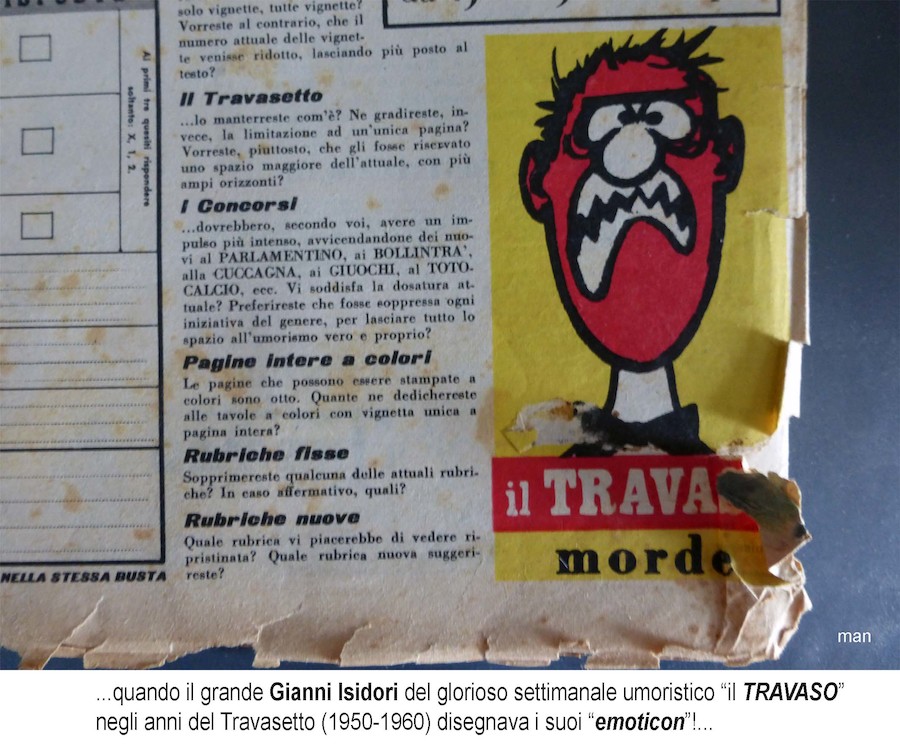 Ai primi tre quesiti rispondere
soltanto: X, 1, 2.
NELLA STESSA BUSTA
solo vignette, tutte vignette?
Vorreste al contrario, che il
numero attuale delle vignet-
te venisse ridotto, lasciando più posto al
testo?
Il Travasetto
...lo manterreste com'è? Ne gradireste, in-
vece, la limitazione ad un'unica pagina?
Vorreste, piuttosto, che gli fosse riservato
uno spazio maggiore dell'attuale, con più
ampi orizzonti?
I Concorsi
...dovrebbero, secondo voi, avere un im-
pulso più intenso, avvicendandone dei nuo-
vi al PARLAMENTINO, ai BOLLINTRA',
alla CUCCAGNA, ai GIUOCHI, al TOTO-
CALCIO, ecc. Vi soddisfa la dosatura at-
tuale? Preferireste che fosse soppressa ogni
iniziativa del genere, per lasciare tutto lo
spazio all'umorismo vero e proprio?
Pagine intere a colori
Le pagine che possono essere stampate a
colori sono otto. Quante ne dedichereste
alle tavole a colori con vignetta unica a
pagina intera?
Rubriche fisse
Sopprimereste qualcuna delle attuali rubri-
che? In caso affermativo, quali?
Rubriche nuove
Quale rubrica vi piacerebbe di vedere ri-
pristinata? Quale rubrica nuova suggeri-
reste?
il TRAVAS
morde
man
...quando il grande Gianni Isidori del glorioso settimanale umoristico “il TRAVASO”
negli anni del Travasetto (1950-1960) disegnava i suoi “emoticon”!...